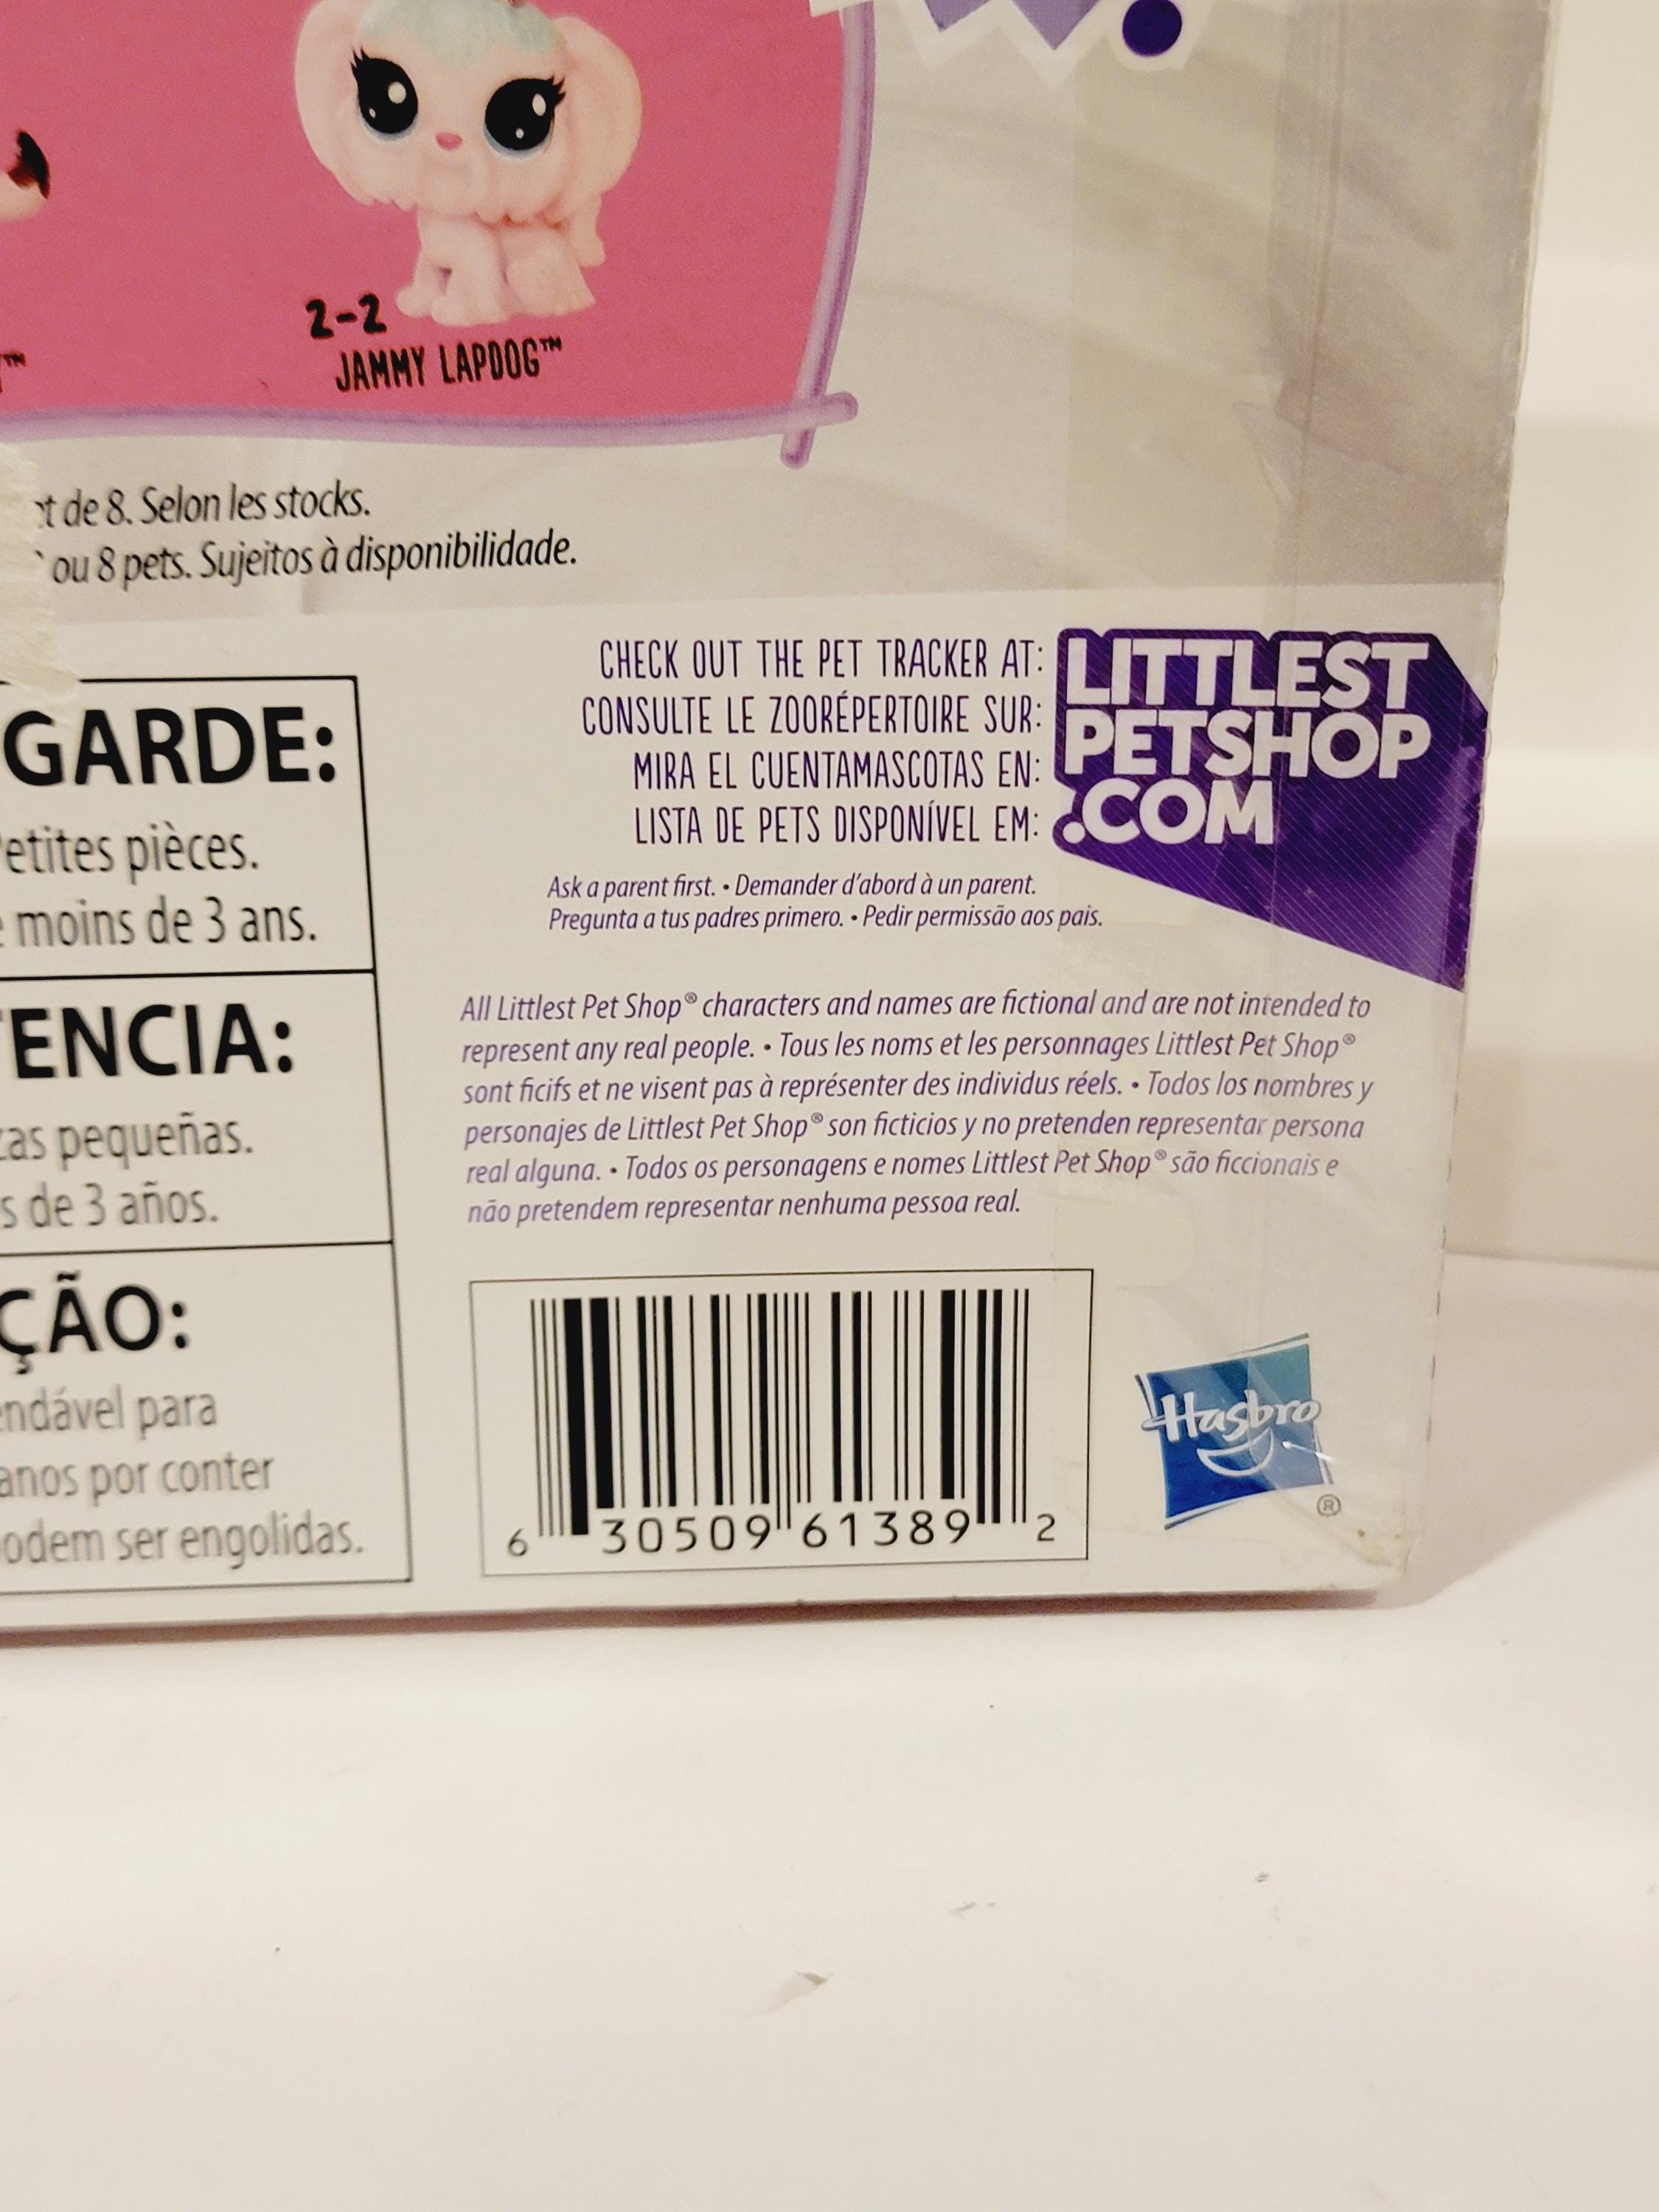 2-2
JAMMY LAPDOG™
™
de 8. Selon les stocks.
ou 8 pets. Sujeitos à disponibilidade.
GARDE:
etites pièces.
moins de 3 ans.
TENCIA:
zas pequeñas.
s de 3 años.
ÇÃO:
endável para
anos por conter
podem ser engolidas.
CHECK OUT THE PET TRACKER AT:
CONSULTE LE ZOORÉPERTOIRE SUR:
MIRA EL CUENTAMASCOTAS EN:
LISTA DE PETS DISPONÍVEL EM:
LITTLEST
PETSHOP
.COM
Ask a parent first. • Demander d'abord à un parent.
Pregunta a tus padres primero. • Pedir permissão aos pais.
All Littlest Pet Shop® characters and names are fictional and are not intended to
represent any real people. • Tous les noms et les personnages Littlest Pet Shop®
sont ficifs et ne visent pas à représenter des individus réels. • Todos los nombres y
personajes de Littlest Pet Shop® son ficticios y no pretenden representar persona
real alguna. • Todos os personagens e nomes Littlest Pet Shop® são ficcionais e
não pretendem representar nenhuma pessoa real.
6 30509 61389 2
Hasbro
®